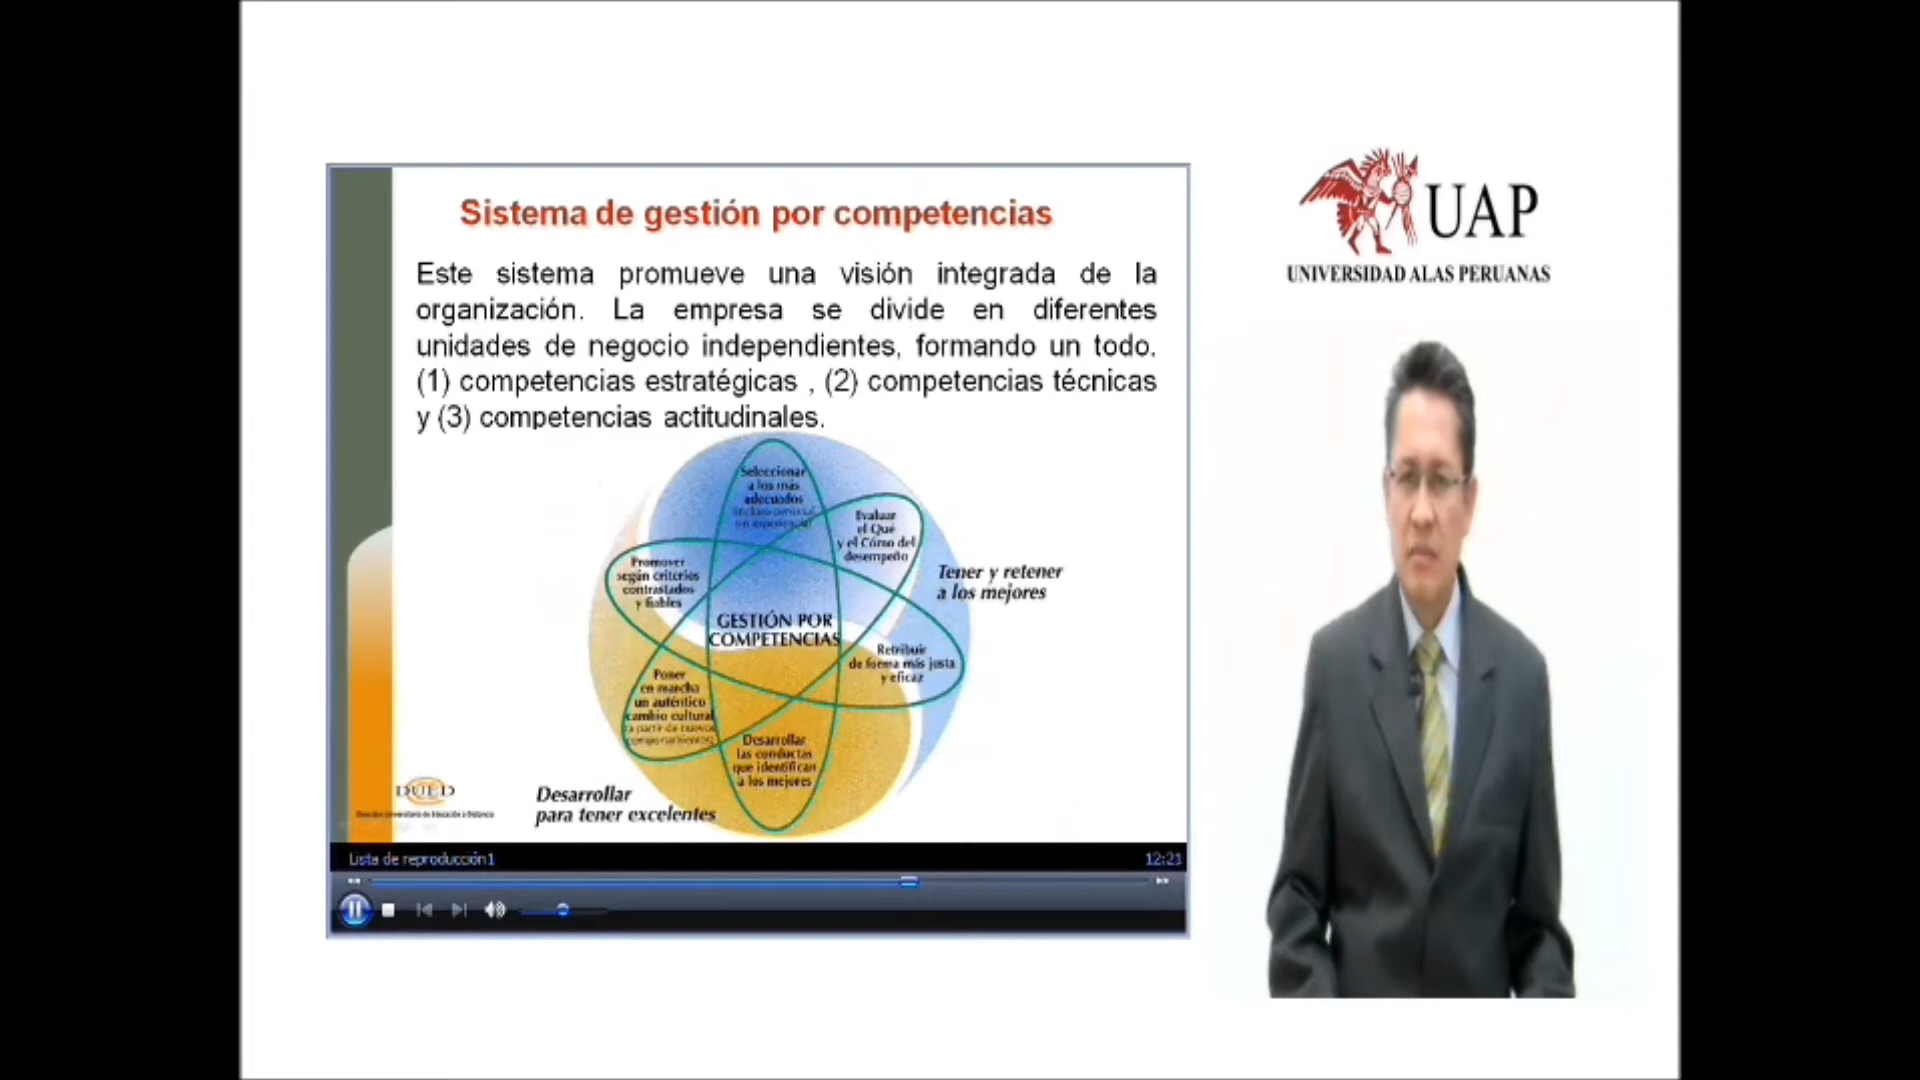 Sistema de gestión por competencias
Este sistema promueve una visión integrada de la
organización. La empresa se divide en diferentes
unidades de negocio independientes, formando un todo.
(1) competencias estratégicas , (2) competencias técnicas
y (3) competencias actitudinales.
Seleccionar
a los más
adecuados
Evaluar
el Qué
y el Cómo del
desempeño
Promover
según criterios
contrastados
y fiables
Tener y retener
a los mejores
GESTIÓN POR
COMPETENCIAS
Retribuir
de forma más justa
y eficaz
Poner
en marcha
un auténtico
cambio cultural
Desarrollar
las conductas
que identifican
a los mejores
Desarrollar
para tener excelentes
DUED
Lista de reproducción1
12:21
UAP
UNIVERSIDAD ALAS PERUANAS